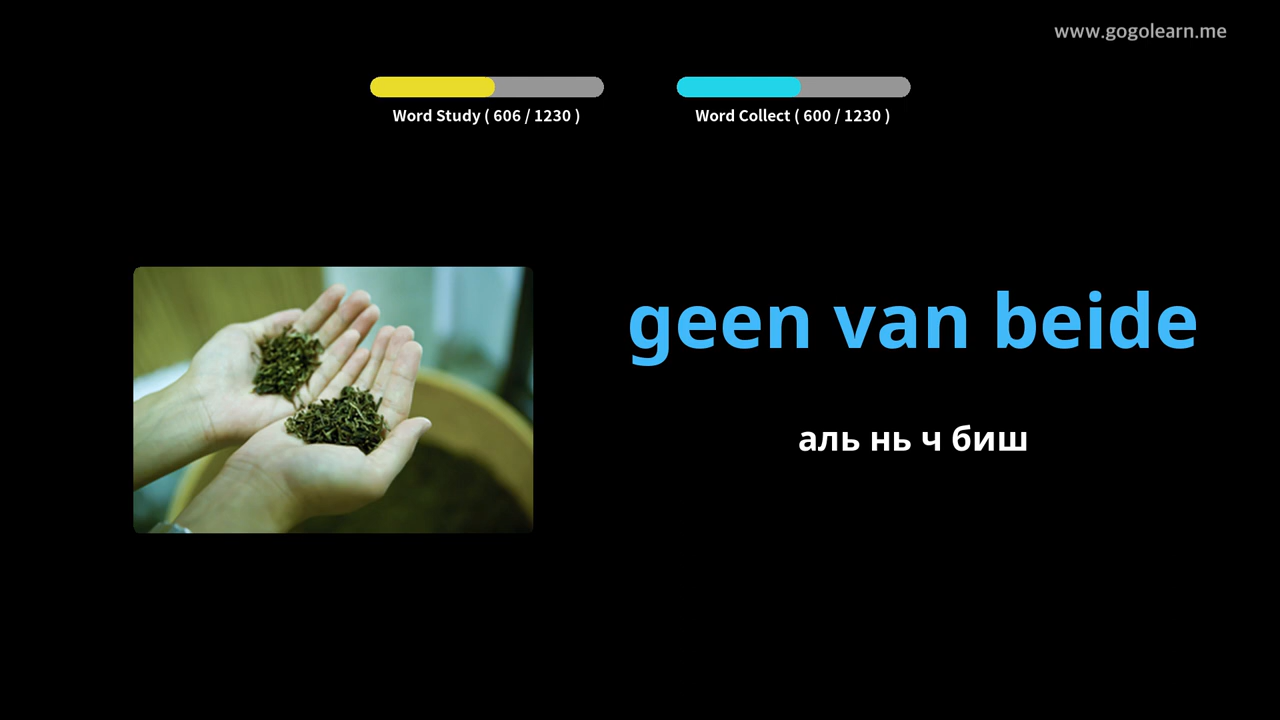 www.gogolearn.me
Word Study ( 606 / 1230 )
Word Collect ( 600 / 1230 )
geen van beide
аль нь ч биш